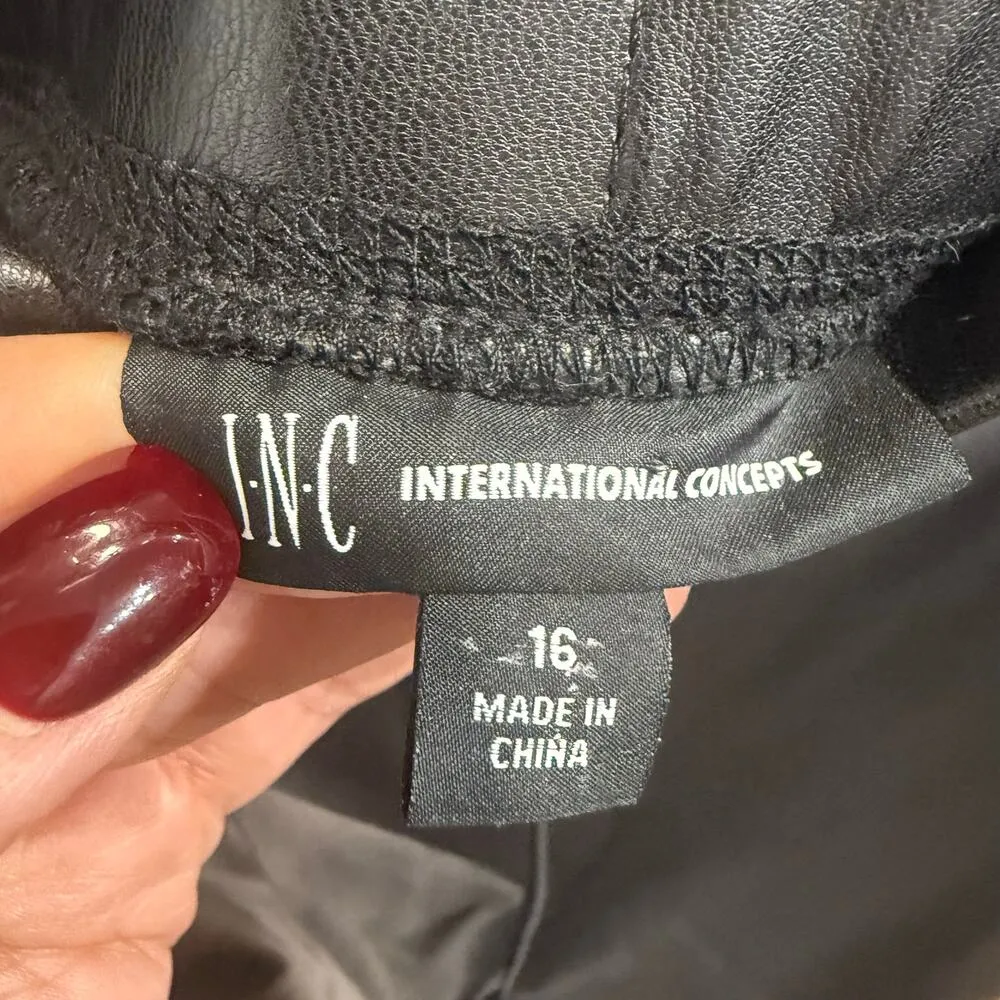 I·N·C INTERNATIONAL CONCEPTS
16
MADE IN
CHINA